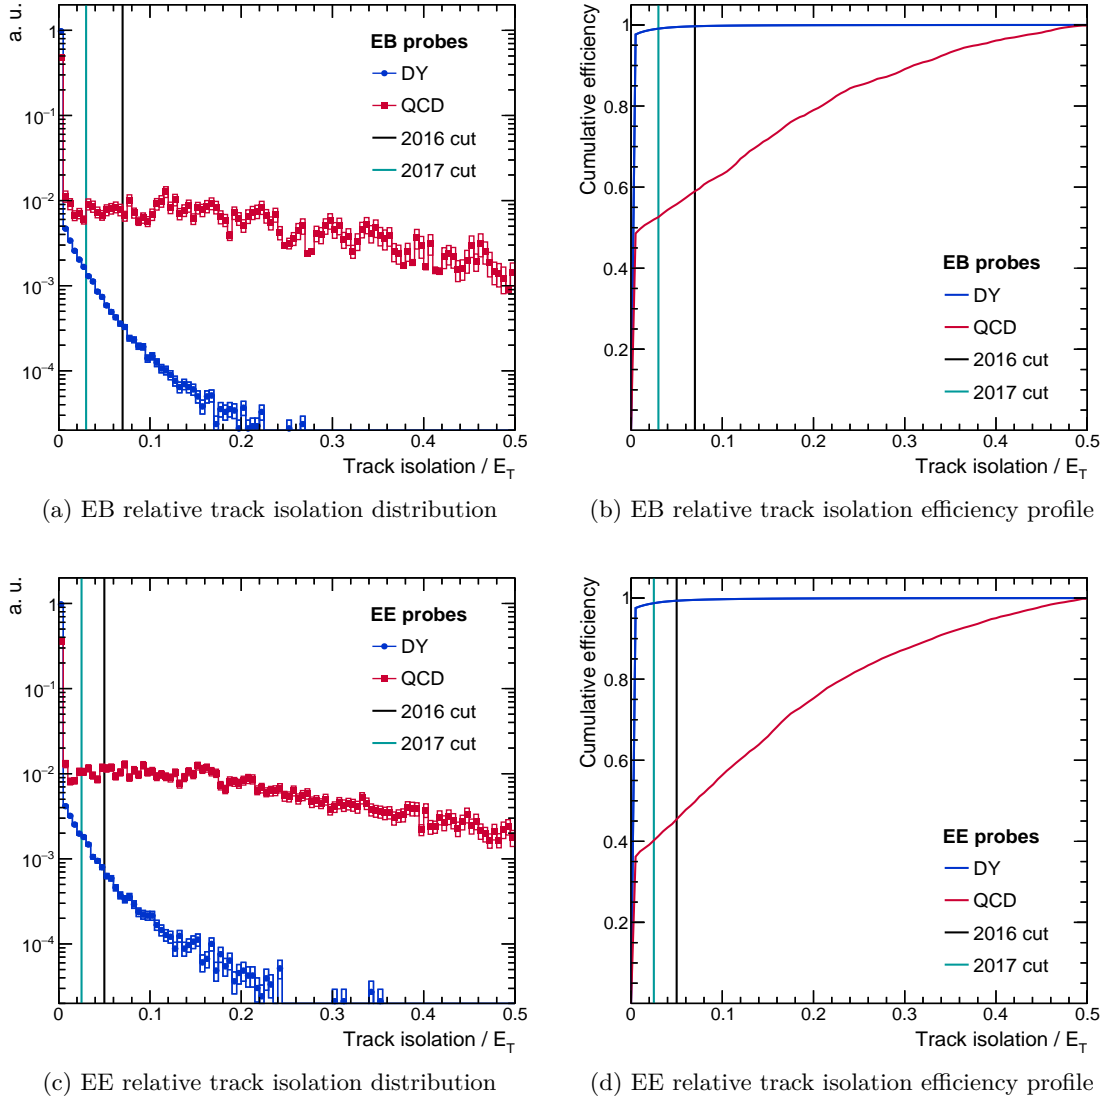 a. u.
1
10⁻¹
10⁻²
10⁻³
10⁻⁴
EB probes
DY
QCD
2016 cut
2017 cut
0 0.1 0.2 0.3 0.4 0.5
Track isolation / E_T
(a) EB relative track isolation distribution
Cumulative efficiency
1
0.8
0.6
0.4
0.2
EB probes
DY
QCD
2016 cut
2017 cut
0 0.1 0.2 0.3 0.4 0.5
Track isolation / E_T
(b) EB relative track isolation efficiency profile
a. u.
1
10⁻¹
10⁻²
10⁻³
10⁻⁴
EE probes
DY
QCD
2016 cut
2017 cut
0 0.1 0.2 0.3 0.4 0.5
Track isolation / E_T
(c) EE relative track isolation distribution
Cumulative efficiency
1
0.8
0.6
0.4
0.2
EE probes
DY
QCD
2016 cut
2017 cut
0 0.1 0.2 0.3 0.4 0.5
Track isolation / E_T
(d) EE relative track isolation efficiency profile